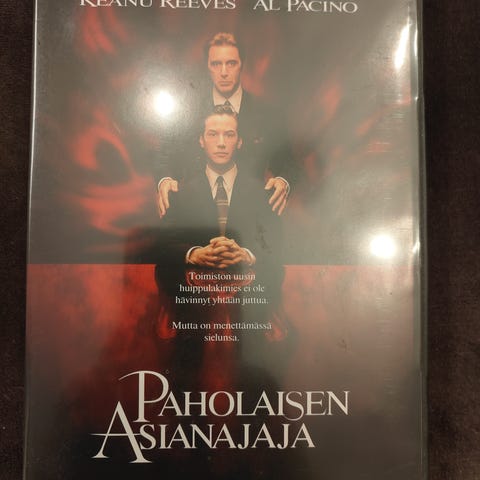 KEANU REEVES AL PACINO
Toimiston uusin
huippulakimies ei ole
hävinnyt yhtään juttua.
Mutta on menettämässä
sielunsa.
PAHOLAISEN
ASIANAJAJA